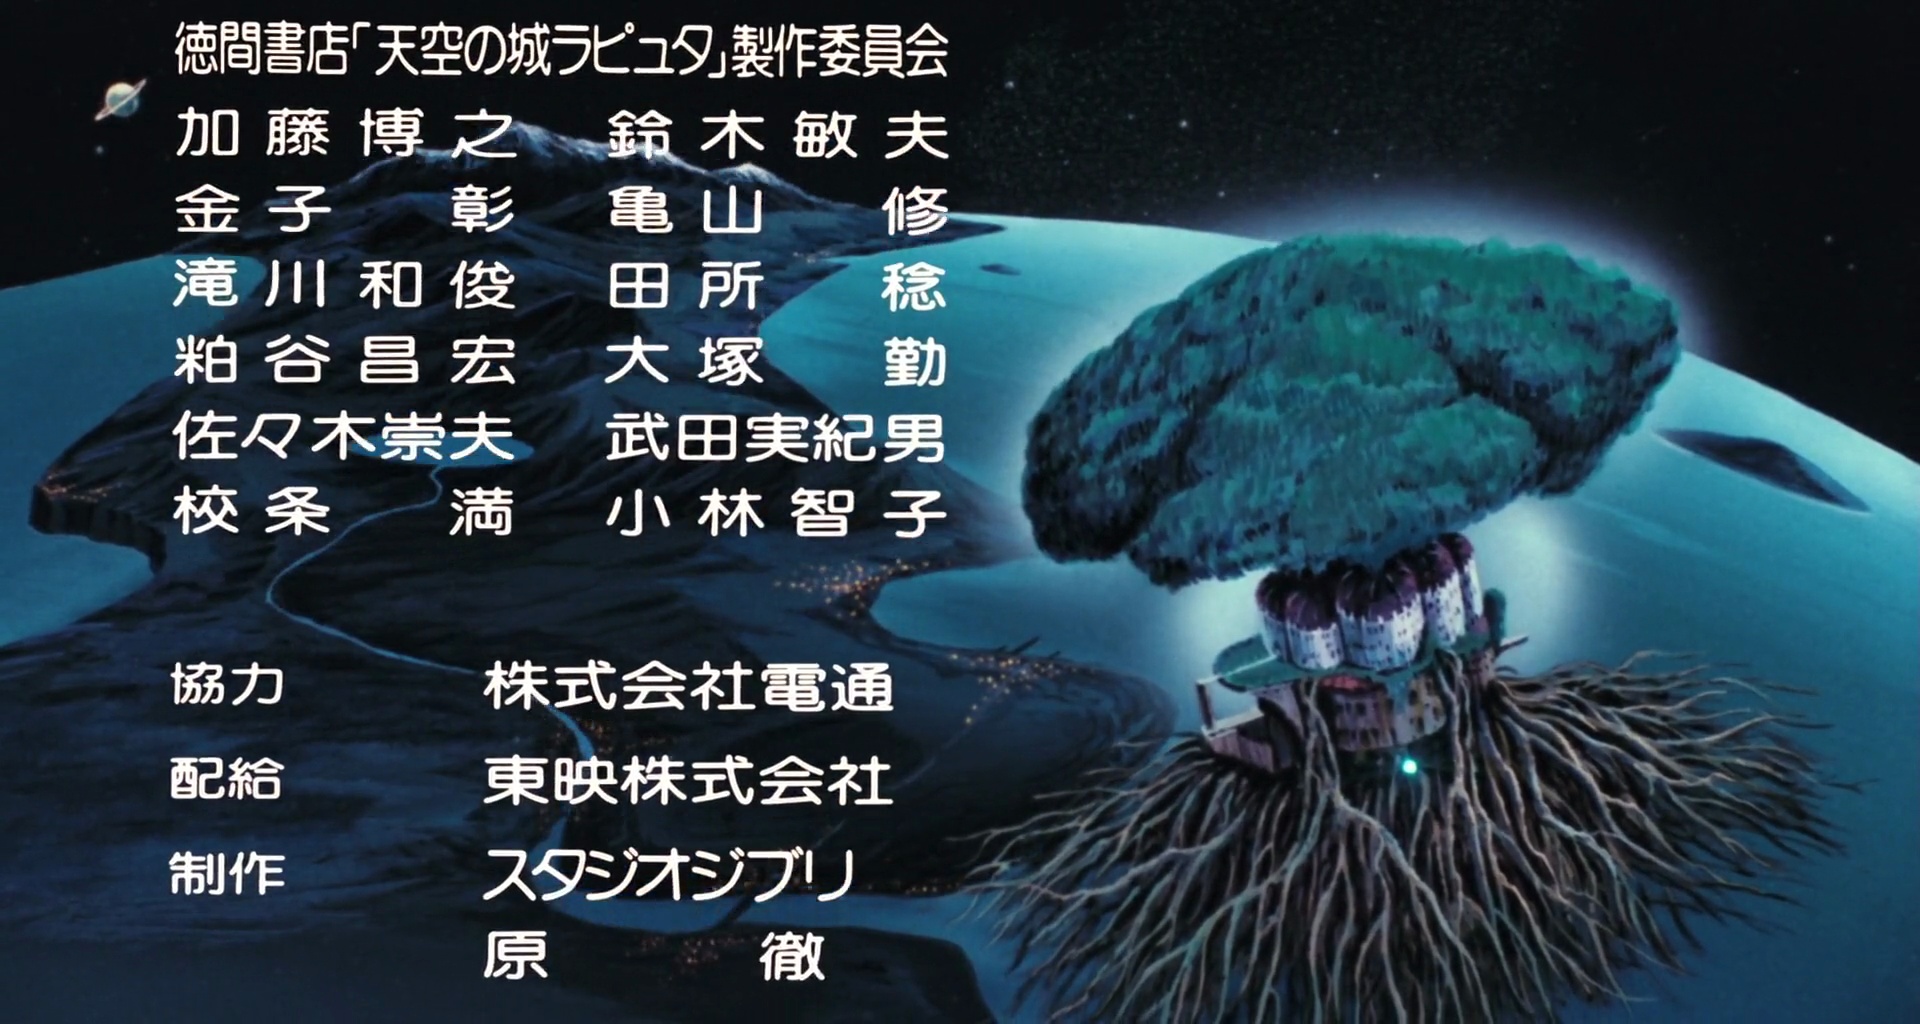 徳間書店「天空の城ラピュタ」製作委員会
加藤博之 鈴木敏夫
金子彰 亀山修
滝川和俊 田所稔
粕谷昌宏 大塚勤
佐々木崇夫 武田実紀男
校条満 小林智子
協力 株式会社電通
配給 東映株式会社
制作 スタジオジブリ
原徹